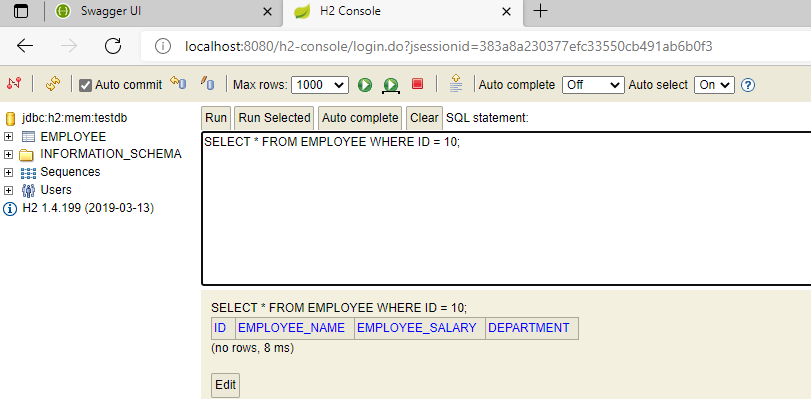 Swagger UI
H2 Console
localhost:8080/h2-console/login.do?jsessionid=383a8a230377efc33550cb491ab6b0f3
Auto commit Max rows: 1000 Auto complete Off Auto select On
jdbc:h2:mem:testdb
EMPLOYEE
INFORMATION_SCHEMA
Sequences
Users
H2 1.4.199 (2019-03-13)
Run Run Selected Auto complete Clear SQL statement:
SELECT * FROM EMPLOYEE WHERE ID = 10;
SELECT * FROM EMPLOYEE WHERE ID = 10;
ID EMPLOYEE_NAME EMPLOYEE_SALARY DEPARTMENT
(no rows, 8 ms)
Edit